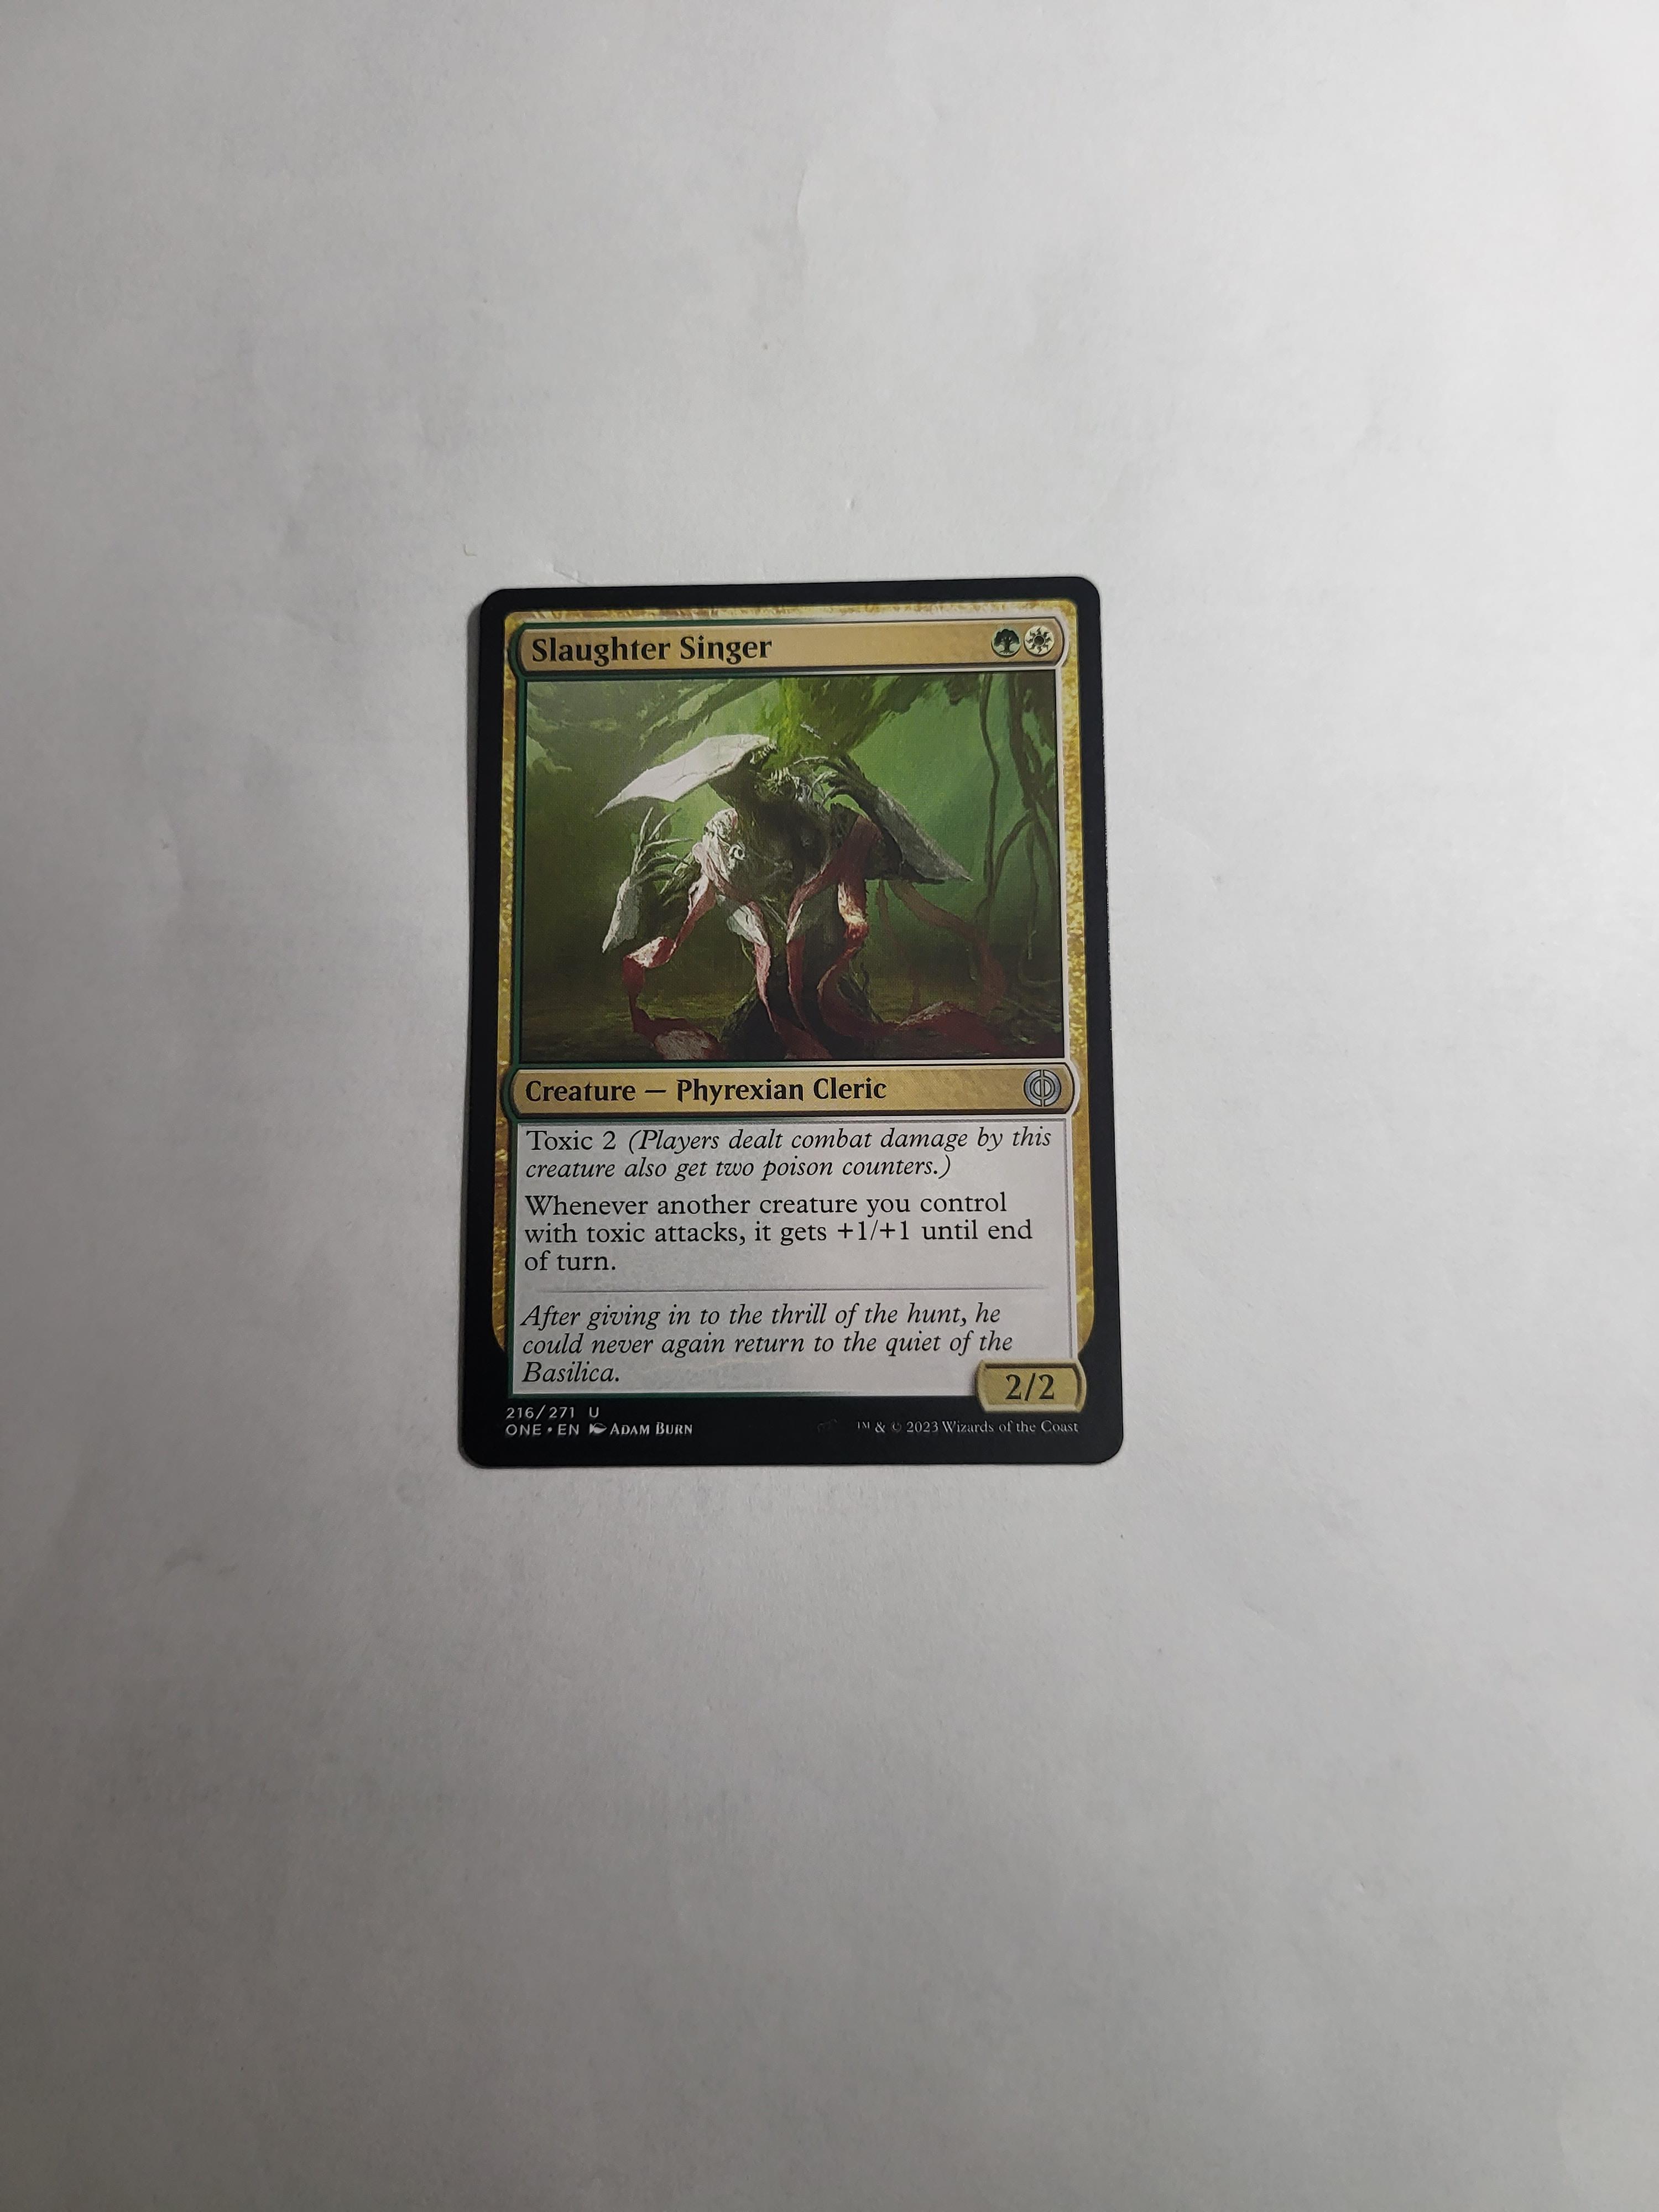 Slaughter Singer
Creature — Phyrexian Cleric
Toxic 2 (Players dealt combat damage by this
creature also get two poison counters.)
Whenever another creature you control
with toxic attacks, it gets +1/+1 until end
of turn.
After giving in to the thrill of the hunt, he
could never again return to the quiet of the
Basilica.
2/2
216/271 U
ONE • EN ADAM BURN
™ & © 2023 Wizards of the Coast